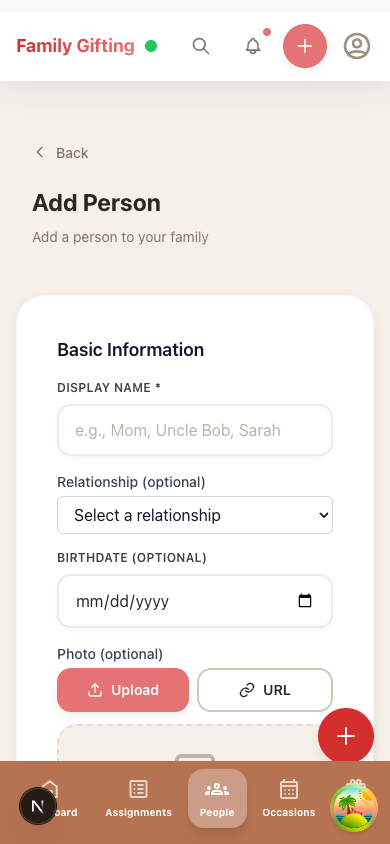 Family Gifting
Back
Add Person
Add a person to your family
Basic Information
DISPLAY NAME *
e.g., Mom, Uncle Bob, Sarah
Relationship (optional)
Select a relationship
BIRTHDATE (OPTIONAL)
mm/dd/yyyy
Photo (optional)
Upload
URL
N
oard
Assignments
People
Occasions